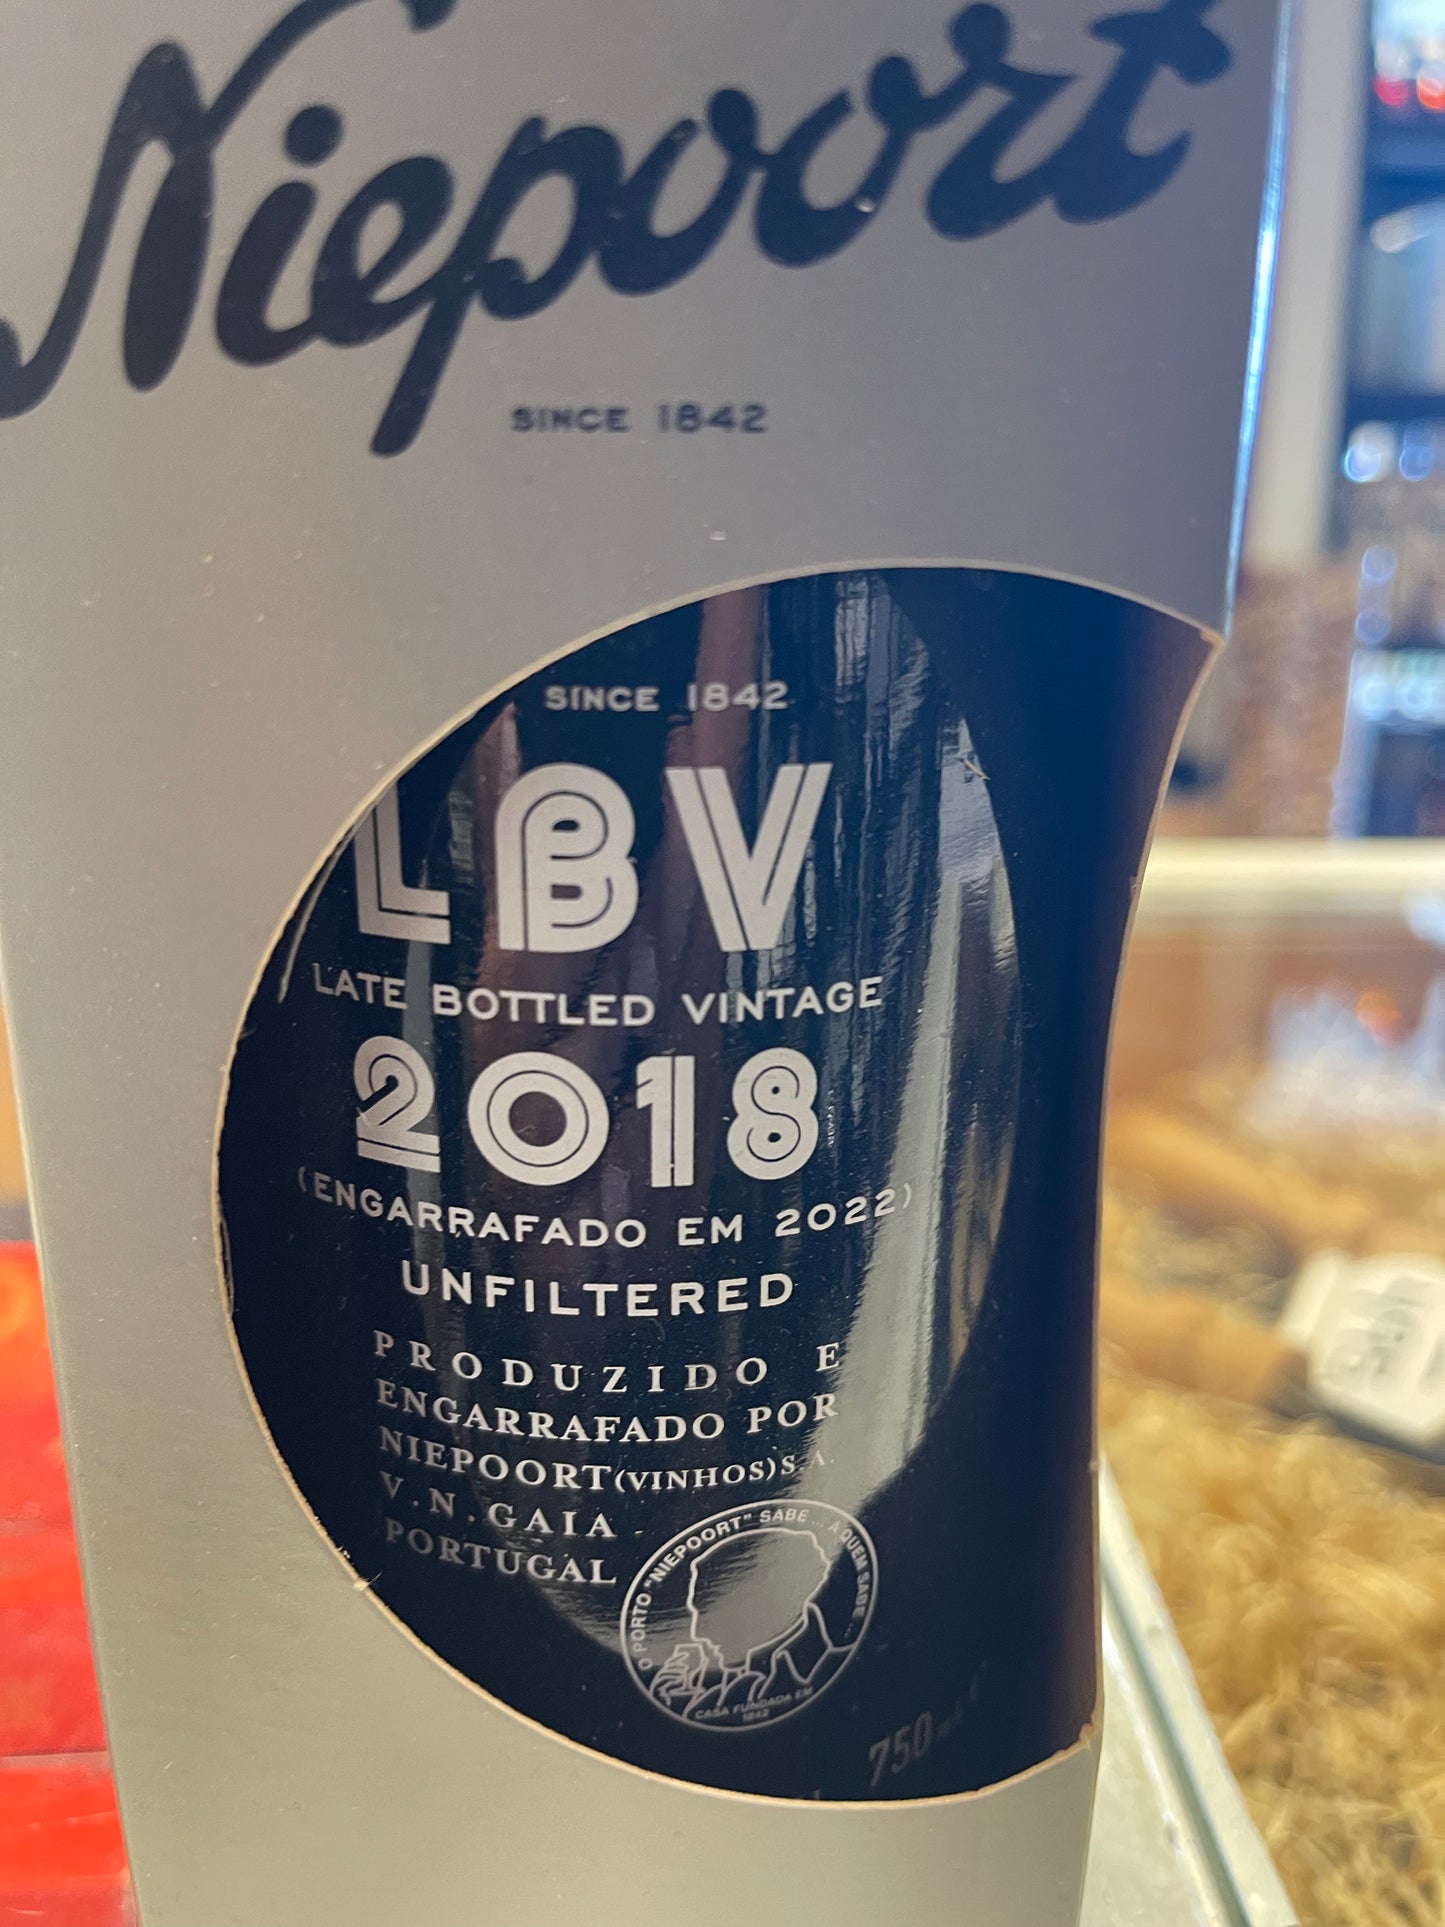 Niepoort
SINCE 1842
SINCE 1842
LBV
LATE BOTTLED VINTAGE
2018
(ENGARRAFADO EM 2022)
UNFILTERED
PRODUZIDO E
ENGARRAFADO POR
NIEPOORT(VINHOS)S.A.
V.N.GAIA -
PORTUGAL
O PORTO "NIEPOORT" SABE... A QUEM SABE...
CASA FUNDADA EM
1842
750